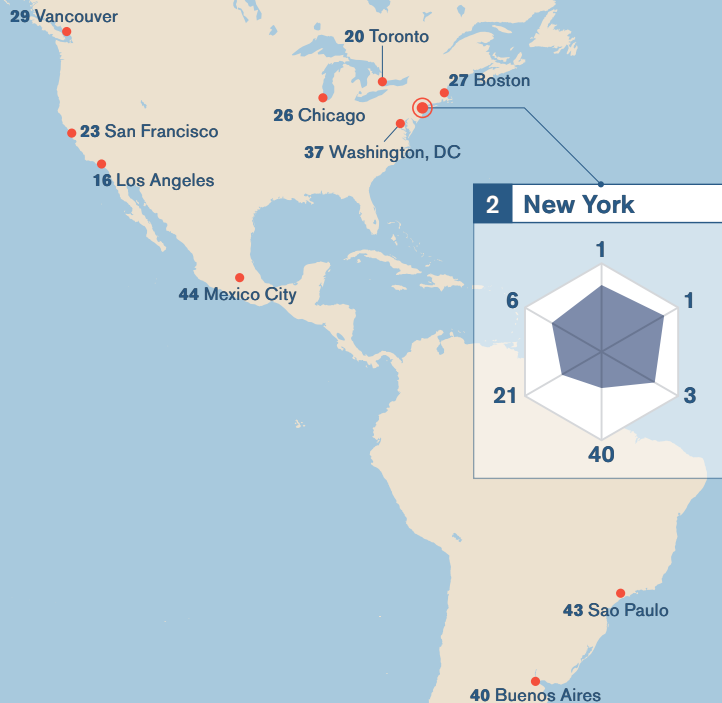 29 Vancouver
20 Toronto
27 Boston
26 Chicago
23 San Francisco
37 Washington, DC
16 Los Angeles
2 New York
1
6
1
44 Mexico City
21
3
40
43 Sao Paulo
40 Buenos Aires